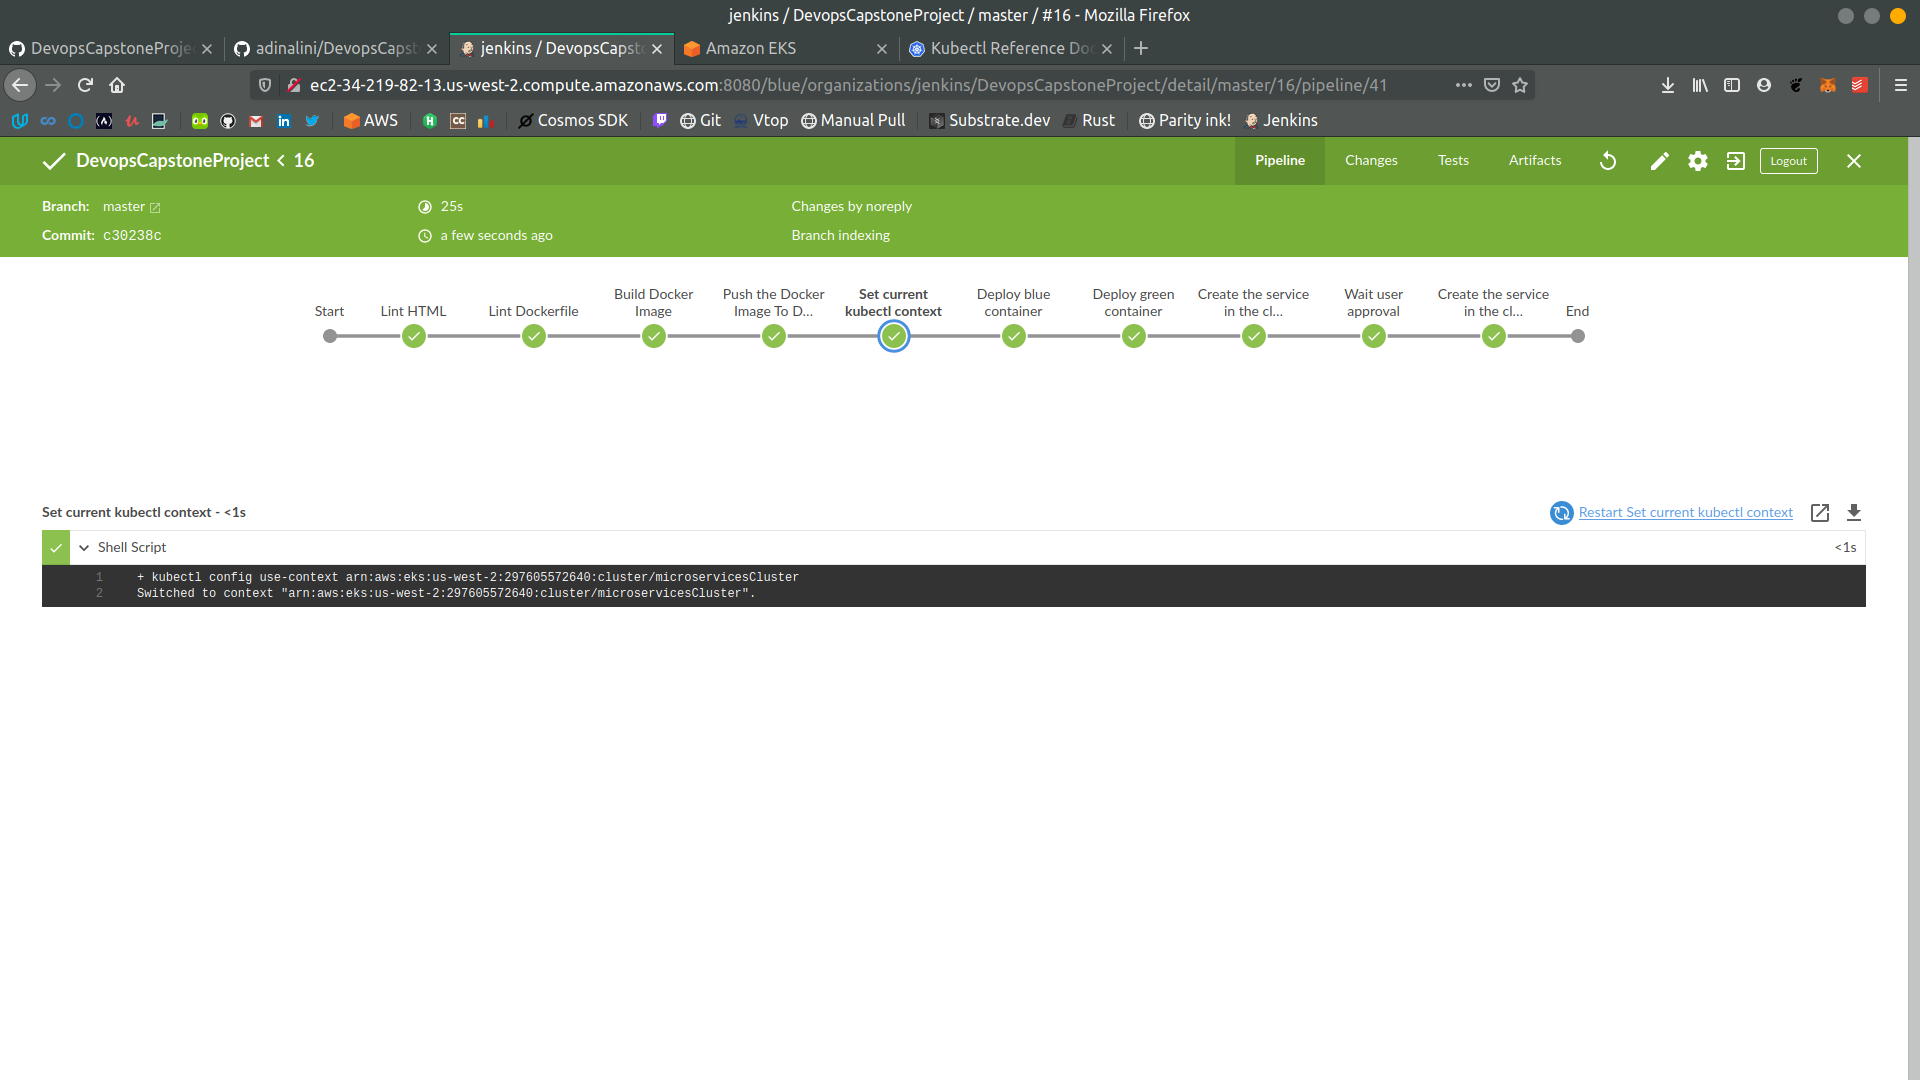 jenkins / DevopsCapstoneProject / master / #16 - Mozilla Firefox
DevopsCapstoneProje
adinalini/DevopsCapst
jenkins / DevopsCapst
Amazon EKS
Kubectl Reference Do
ec2-34-219-82-13.us-west-2.compute.amazonaws.com:8080/blue/organizations/jenkins/DevopsCapstoneProject/detail/master/16/pipeline/41
AWS
Cosmos SDK
Git
Vtop
Manual Pull
Substrate.dev
Rust
Parity ink!
Jenkins
DevopsCapstoneProject < 16
Pipeline
Changes
Tests
Artifacts
Logout
Branch: master
25s
Changes by noreply
Commit: c30238c
a few seconds ago
Branch indexing
Start
Lint HTML
Lint Dockerfile
Build Docker
Image
Push the Docker
Image To D...
Set current
kubectl context
Deploy blue
container
Deploy green
container
Create the service
in the cl...
Wait user
approval
Create the service
in the cl...
End
Set current kubectl context - <1s
Restart Set current kubectl context
Shell Script
<1s
1 + kubectl config use-context arn:aws:eks:us-west-2:297605572640:cluster/microservicesCluster
2 Switched to context "arn:aws:eks:us-west-2:297605572640:cluster/microservicesCluster".